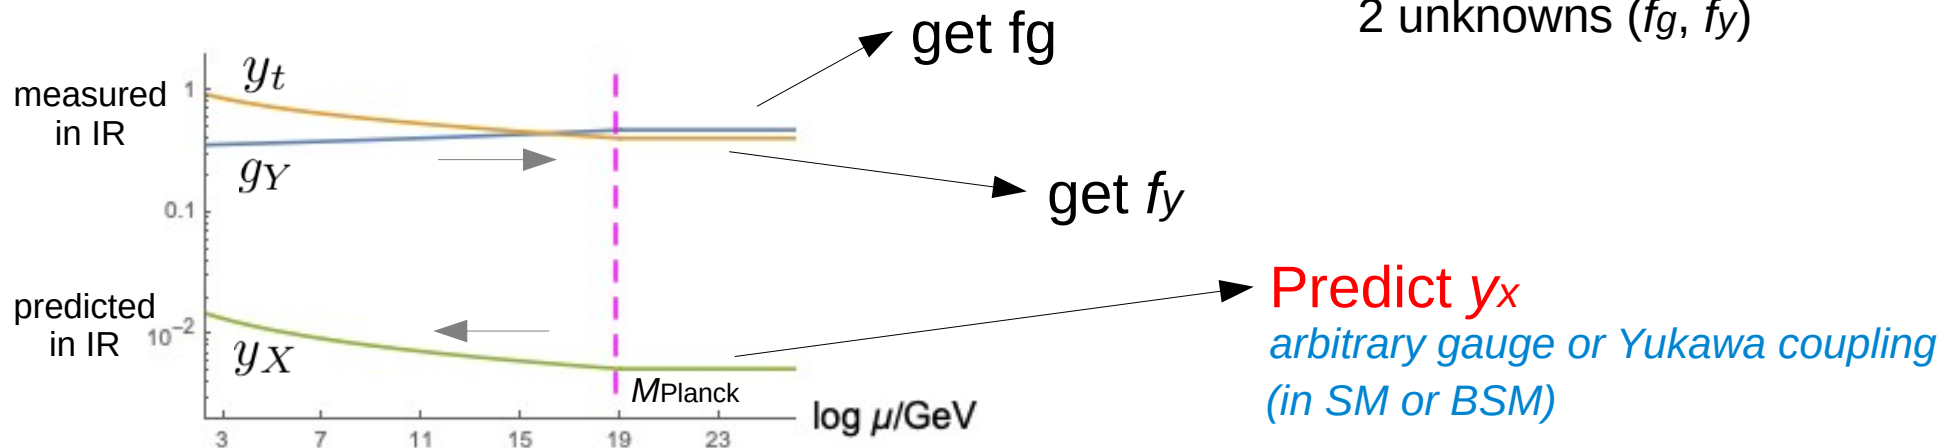 2 unknowns (fg, fy)
get fg
measured
in IR
yt
gY
get fy
predicted
in IR
yX
MPlanck
Predict yx
arbitrary gauge or Yukawa coupling
(in SM or BSM)
1
0.1
10⁻²
3 7 11 15 19 23
log μ/GeV